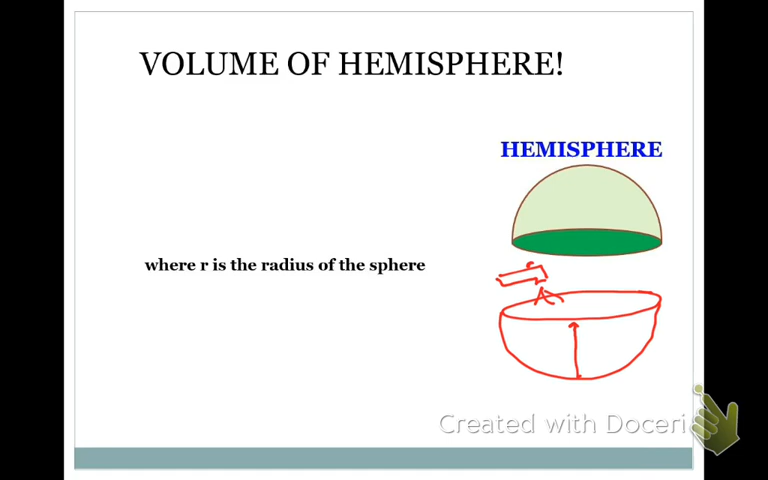 VOLUME OF HEMISPHERE!
HEMISPHERE
where r is the radius of the sphere
Created with Doceri